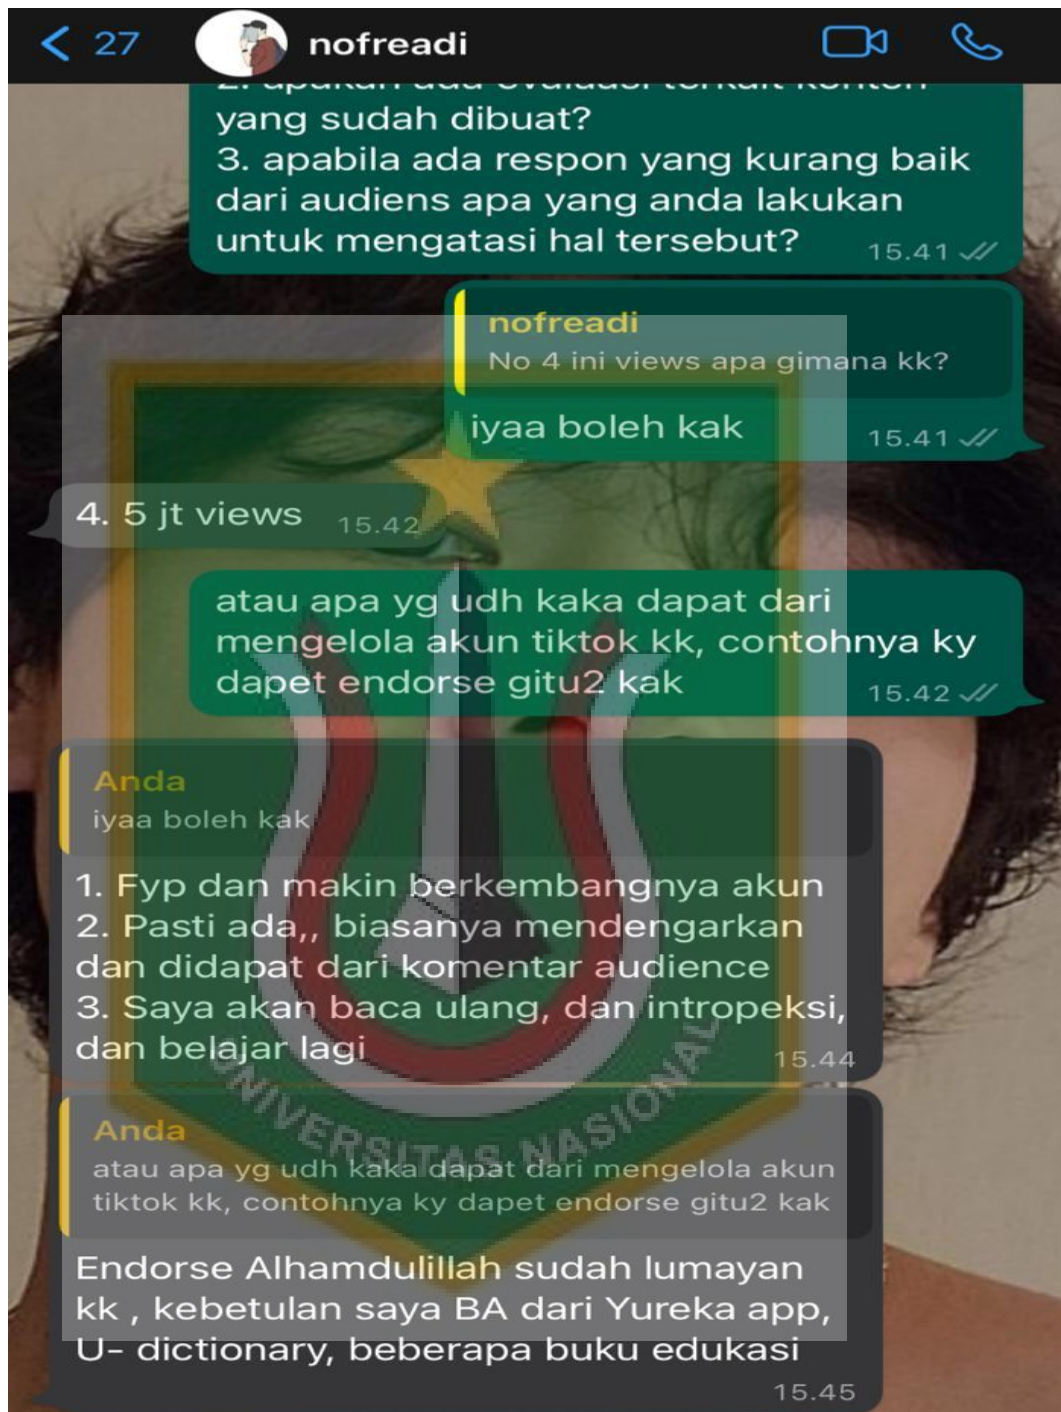 27
nofreadi
2. apakah ada evaluasi terkait konten
yang sudah dibuat?
3. apabila ada respon yang kurang baik
dari audiens apa yang anda lakukan
untuk mengatasi hal tersebut?
15.41
nofreadi
No 4 ini views apa gimana kk?
iyaa boleh kak
15.41
4. 5 jt views
15.42
atau apa yg udh kaka dapat dari
mengelola akun tiktok kk, contohnya ky
dapet endorse gitu2 kak
15.42
Anda
iyaa boleh kak
1. Fyp dan makin berkembangnya akun
2. Pasti ada,, biasanya mendengarkan
dan didapat dari komentar audience
3. Saya akan baca ulang, dan intropeksi,
dan belajar lagi
15.44
Anda
atau apa yg udh kaka dapat dari mengelola akun
tiktok kk, contohnya ky dapet endorse gitu2 kak
Endorse Alhamdulillah sudah lumayan
kk , kebetulan saya BA dari Yureka app,
U- dictionary, beberapa buku edukasi
15.45
UNIVERSITAS NASIONAL